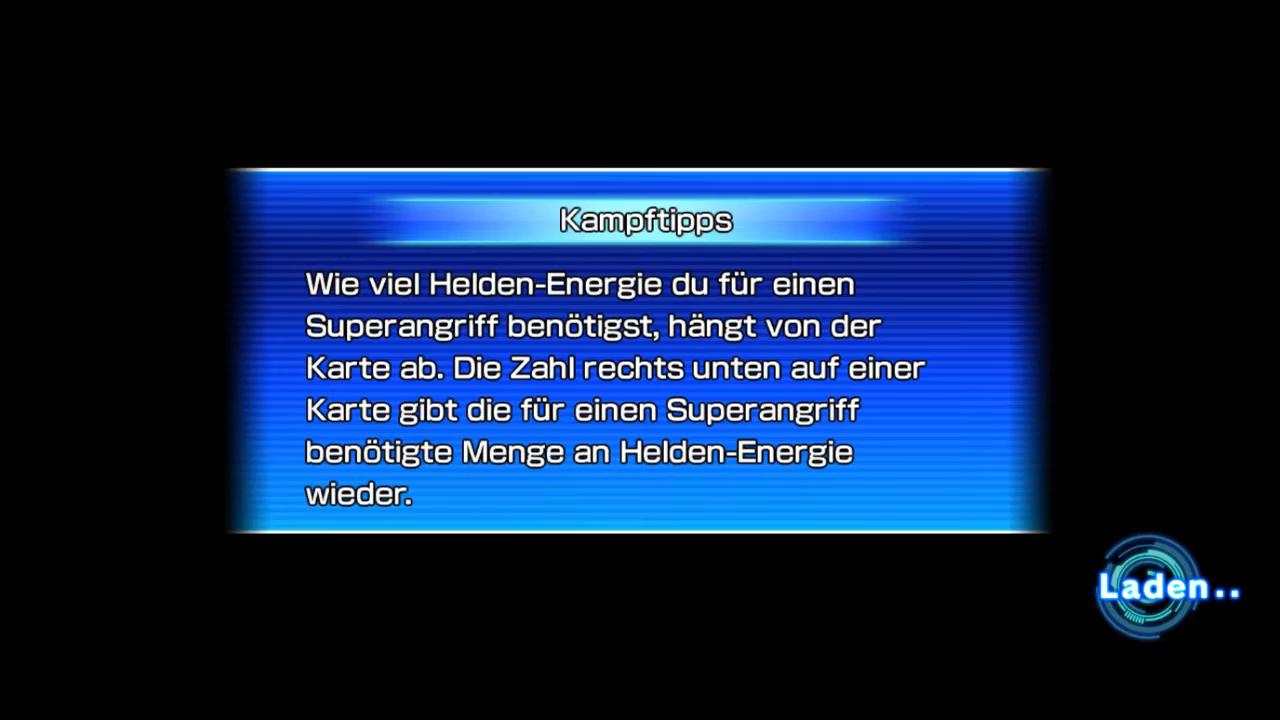 Kampftipps
Wie viel Helden-Energie du für einen
Superangriff benötigst, hängt von der
Karte ab. Die Zahl rechts unten auf einer
Karte gibt die für einen Superangriff
benötigte Menge an Helden-Energie
wieder.
Laden..